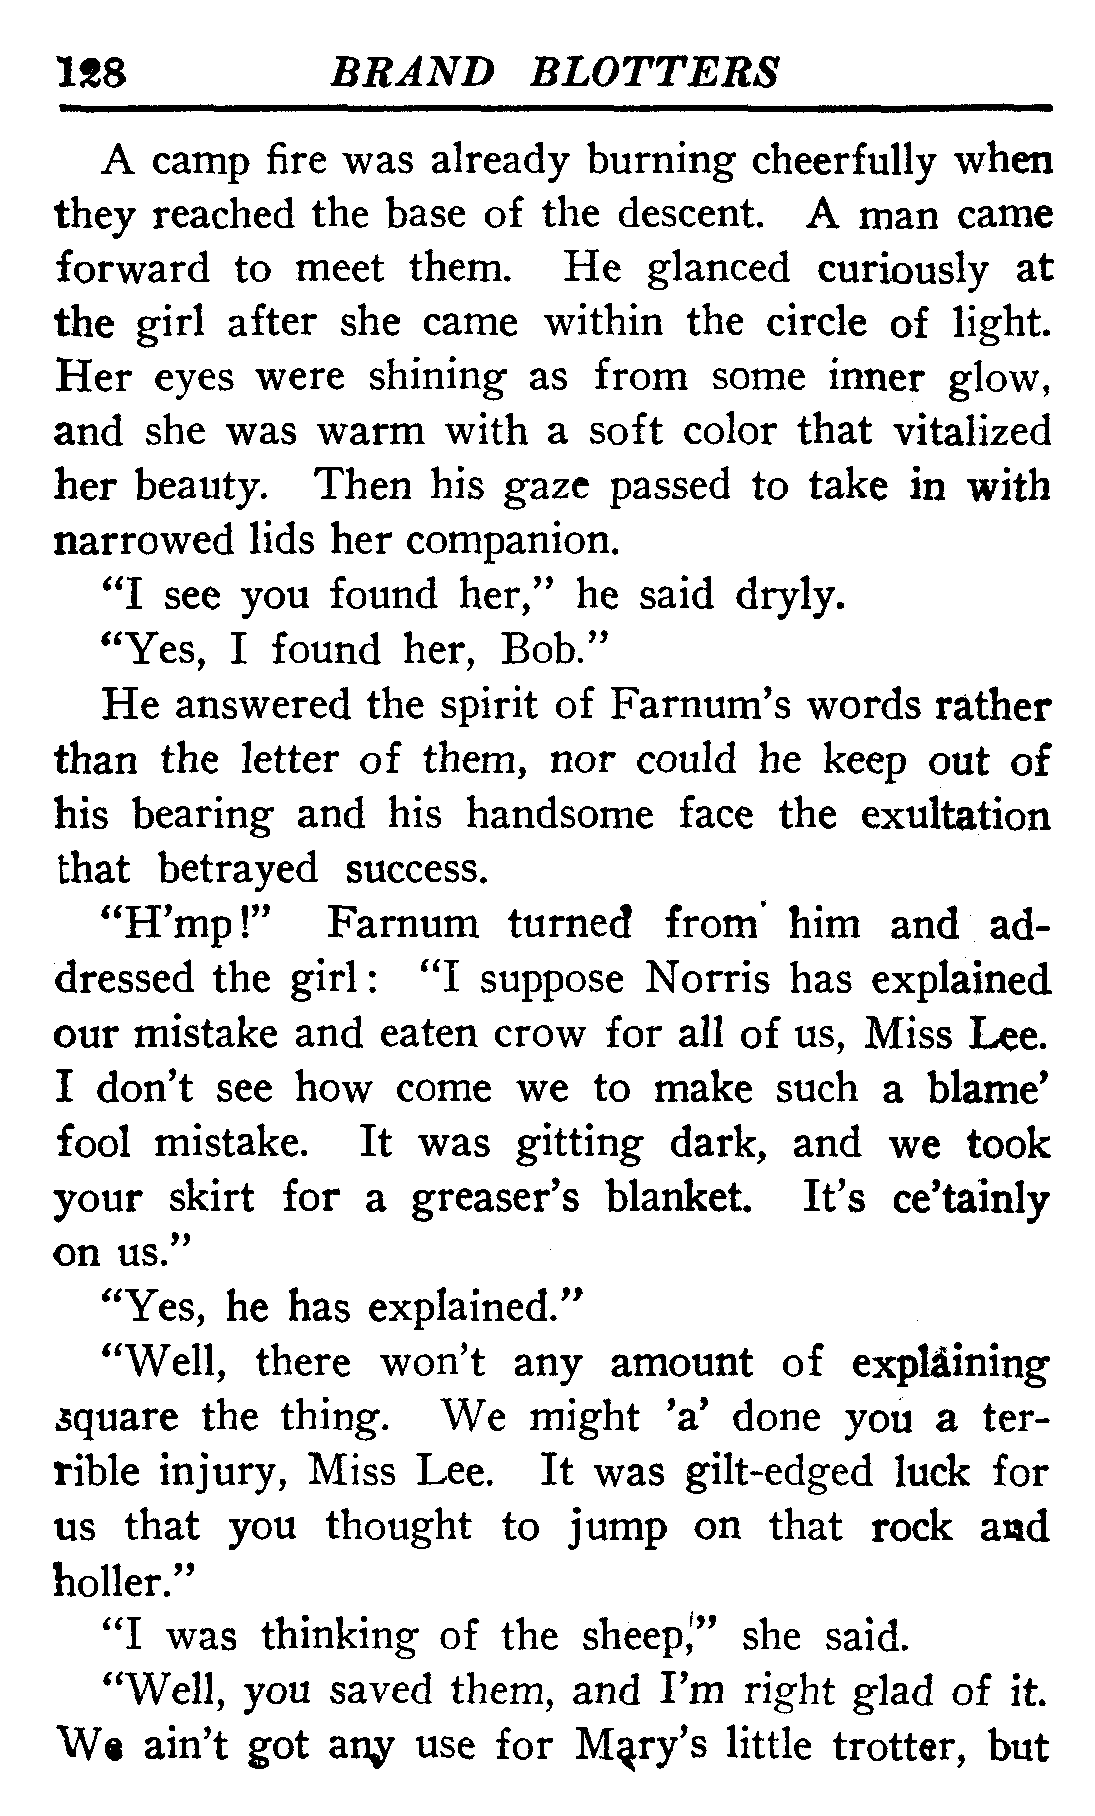 128 BRAND BLOTTERS
A camp fire was already burning cheerfully when
they reached the base of the descent. A man came
forward to meet them. He glanced curiously at
the girl after she came within the circle of light.
Her eyes were shining as from some inner glow,
and she was warm with a soft color that vitalized
her beauty. Then his gaze passed to take in with
narrowed lids her companion.
“I see you found her,” he said dryly.
“Yes, I found her, Bob.”
He answered the spirit of Farnum’s words rather
than the letter of them, nor could he keep out of
his bearing and his handsome face the exultation
that betrayed success.
“H’mp!” Farnum turned from him and ad-
dressed the girl: “I suppose Norris has explained
our mistake and eaten crow for all of us, Miss Lee.
I don’t see how come we to make such a blame’
fool mistake. It was gitting dark, and we took
your skirt for a greaser’s blanket. It’s ce’tainly
on us.”
“Yes, he has explained.”
“Well, there won’t any amount of explaining
square the thing. We might ’a’ done you a ter-
rible injury, Miss Lee. It was gilt-edged luck for
us that you thought to jump on that rock and
holler.”
“I was thinking of the sheep,” she said.
“Well, you saved them, and I’m right glad of it.
We ain’t got any use for Mary’s little trotter, but